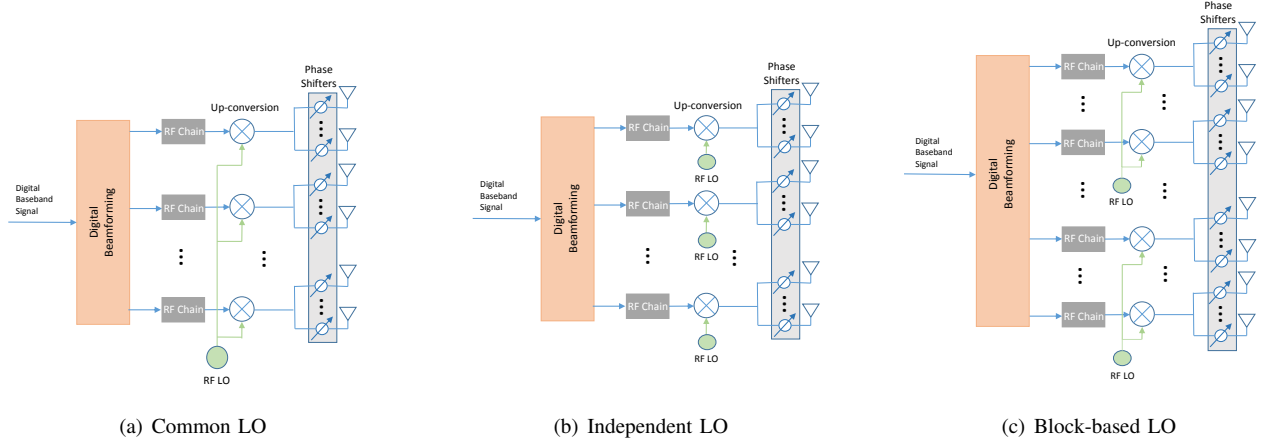 Phase
Shifters
Up-conversion
RF Chain
RF Chain
RF Chain
Digital
Baseband
Signal
Digital
Beamforming
RF LO
(a) Common LO
Phase
Shifters
Up-conversion
RF Chain
RF LO
RF Chain
RF LO
RF Chain
RF LO
Digital
Baseband
Signal
Digital
Beamforming
(b) Independent LO
Phase
Shifters
Up-conversion
RF Chain
RF Chain
RF LO
RF Chain
RF Chain
RF LO
Digital
Baseband
Signal
Digital
Beamforming
(c) Block-based LO